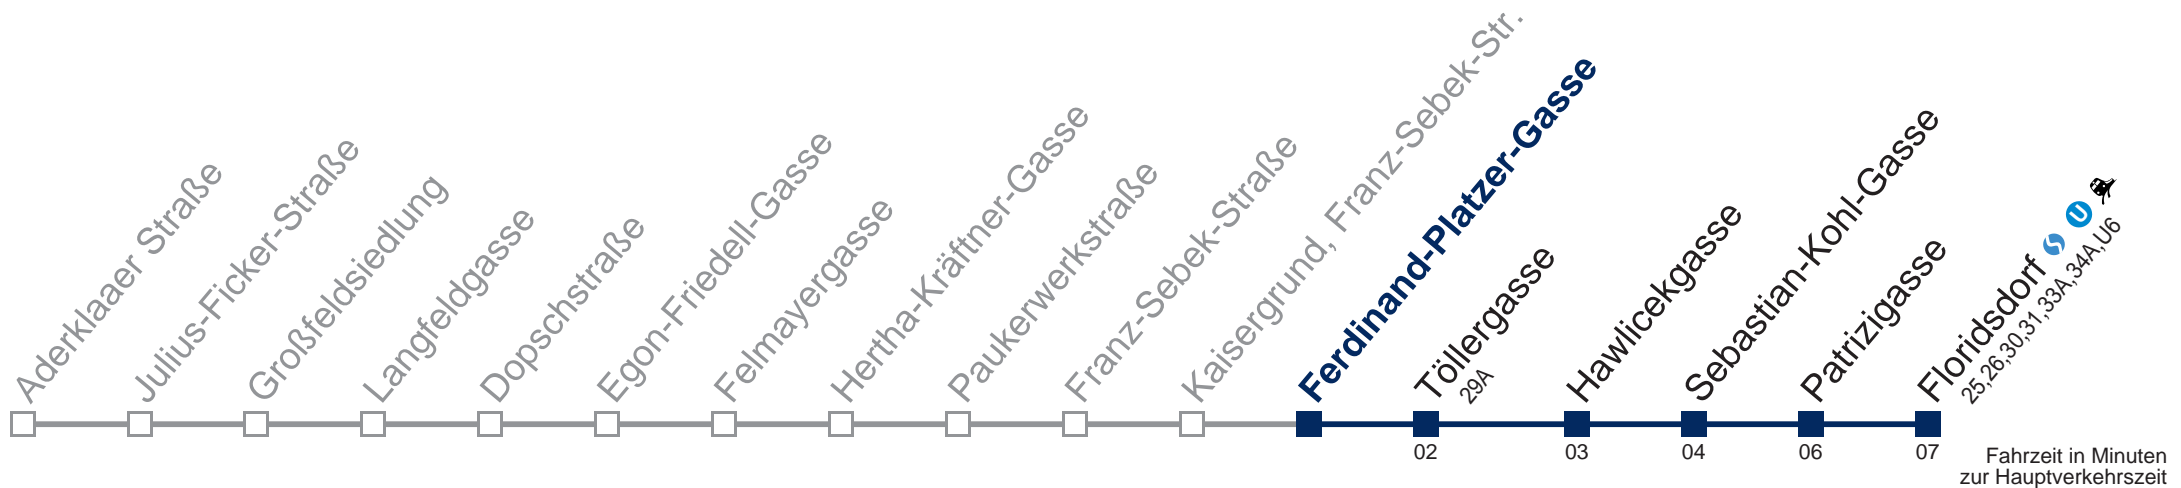 Aderklaaer Straße
Julius-Ficker-Straße
Großfeldsiedlung
Langfeldgasse
Dopschstraße
Egon-Friedell-Gasse
Felmayergasse
Hertha-Kräftner-Gasse
Paukerwerkstraße
Franz-Sebek-Straße
Kaisergrund, Franz-Sebek-Str.
Ferdinand-Platzer-Gasse
Töllergasse
29A
Hawlicekgasse
Sebastian-Kohl-Gasse
Patrizigasse
Floridsdorf U
25,26,30,31,33A,34A,U6
02 03 04 06 07
Fahrzeit in Minuten
zur Hauptverkehrszeit